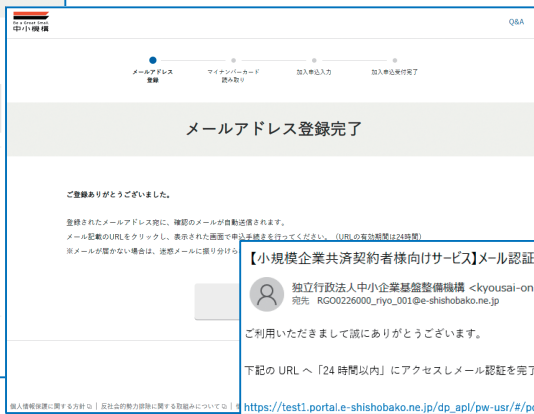 Be a Great Small
中小機構
Q&A
メールアドレス
登録
マイナンバーカード
読み取り
加入申込入力
加入申込受付完了
メールアドレス登録完了
ご登録ありがとうございました。
登録されたメールアドレス宛に、確認のメールが自動送信されます。
メール記載のURLをクリックし、表示された画面で申込手続きを行ってください。（URLの有効期間は24時間）
※メールが届かない場合は、迷惑メールに振り分けら
【小規模企業共済契約者様向けサービス】メール認証
独立行政法人中小企業基盤整備機構 <kyousai-on
宛先 RGO0226000_riyo_001@e-shishobako.ne.jp
ご利用いただきまして誠にありがとうございます。
下記の URL へ「24 時間以内」にアクセスしメール認証を完了
https://test1.portal.e-shishobako.ne.jp/dp_api/pw-usr/#/po
個人情報保護に関する方針 | 反社会的勢力排除に関する取組みについて |